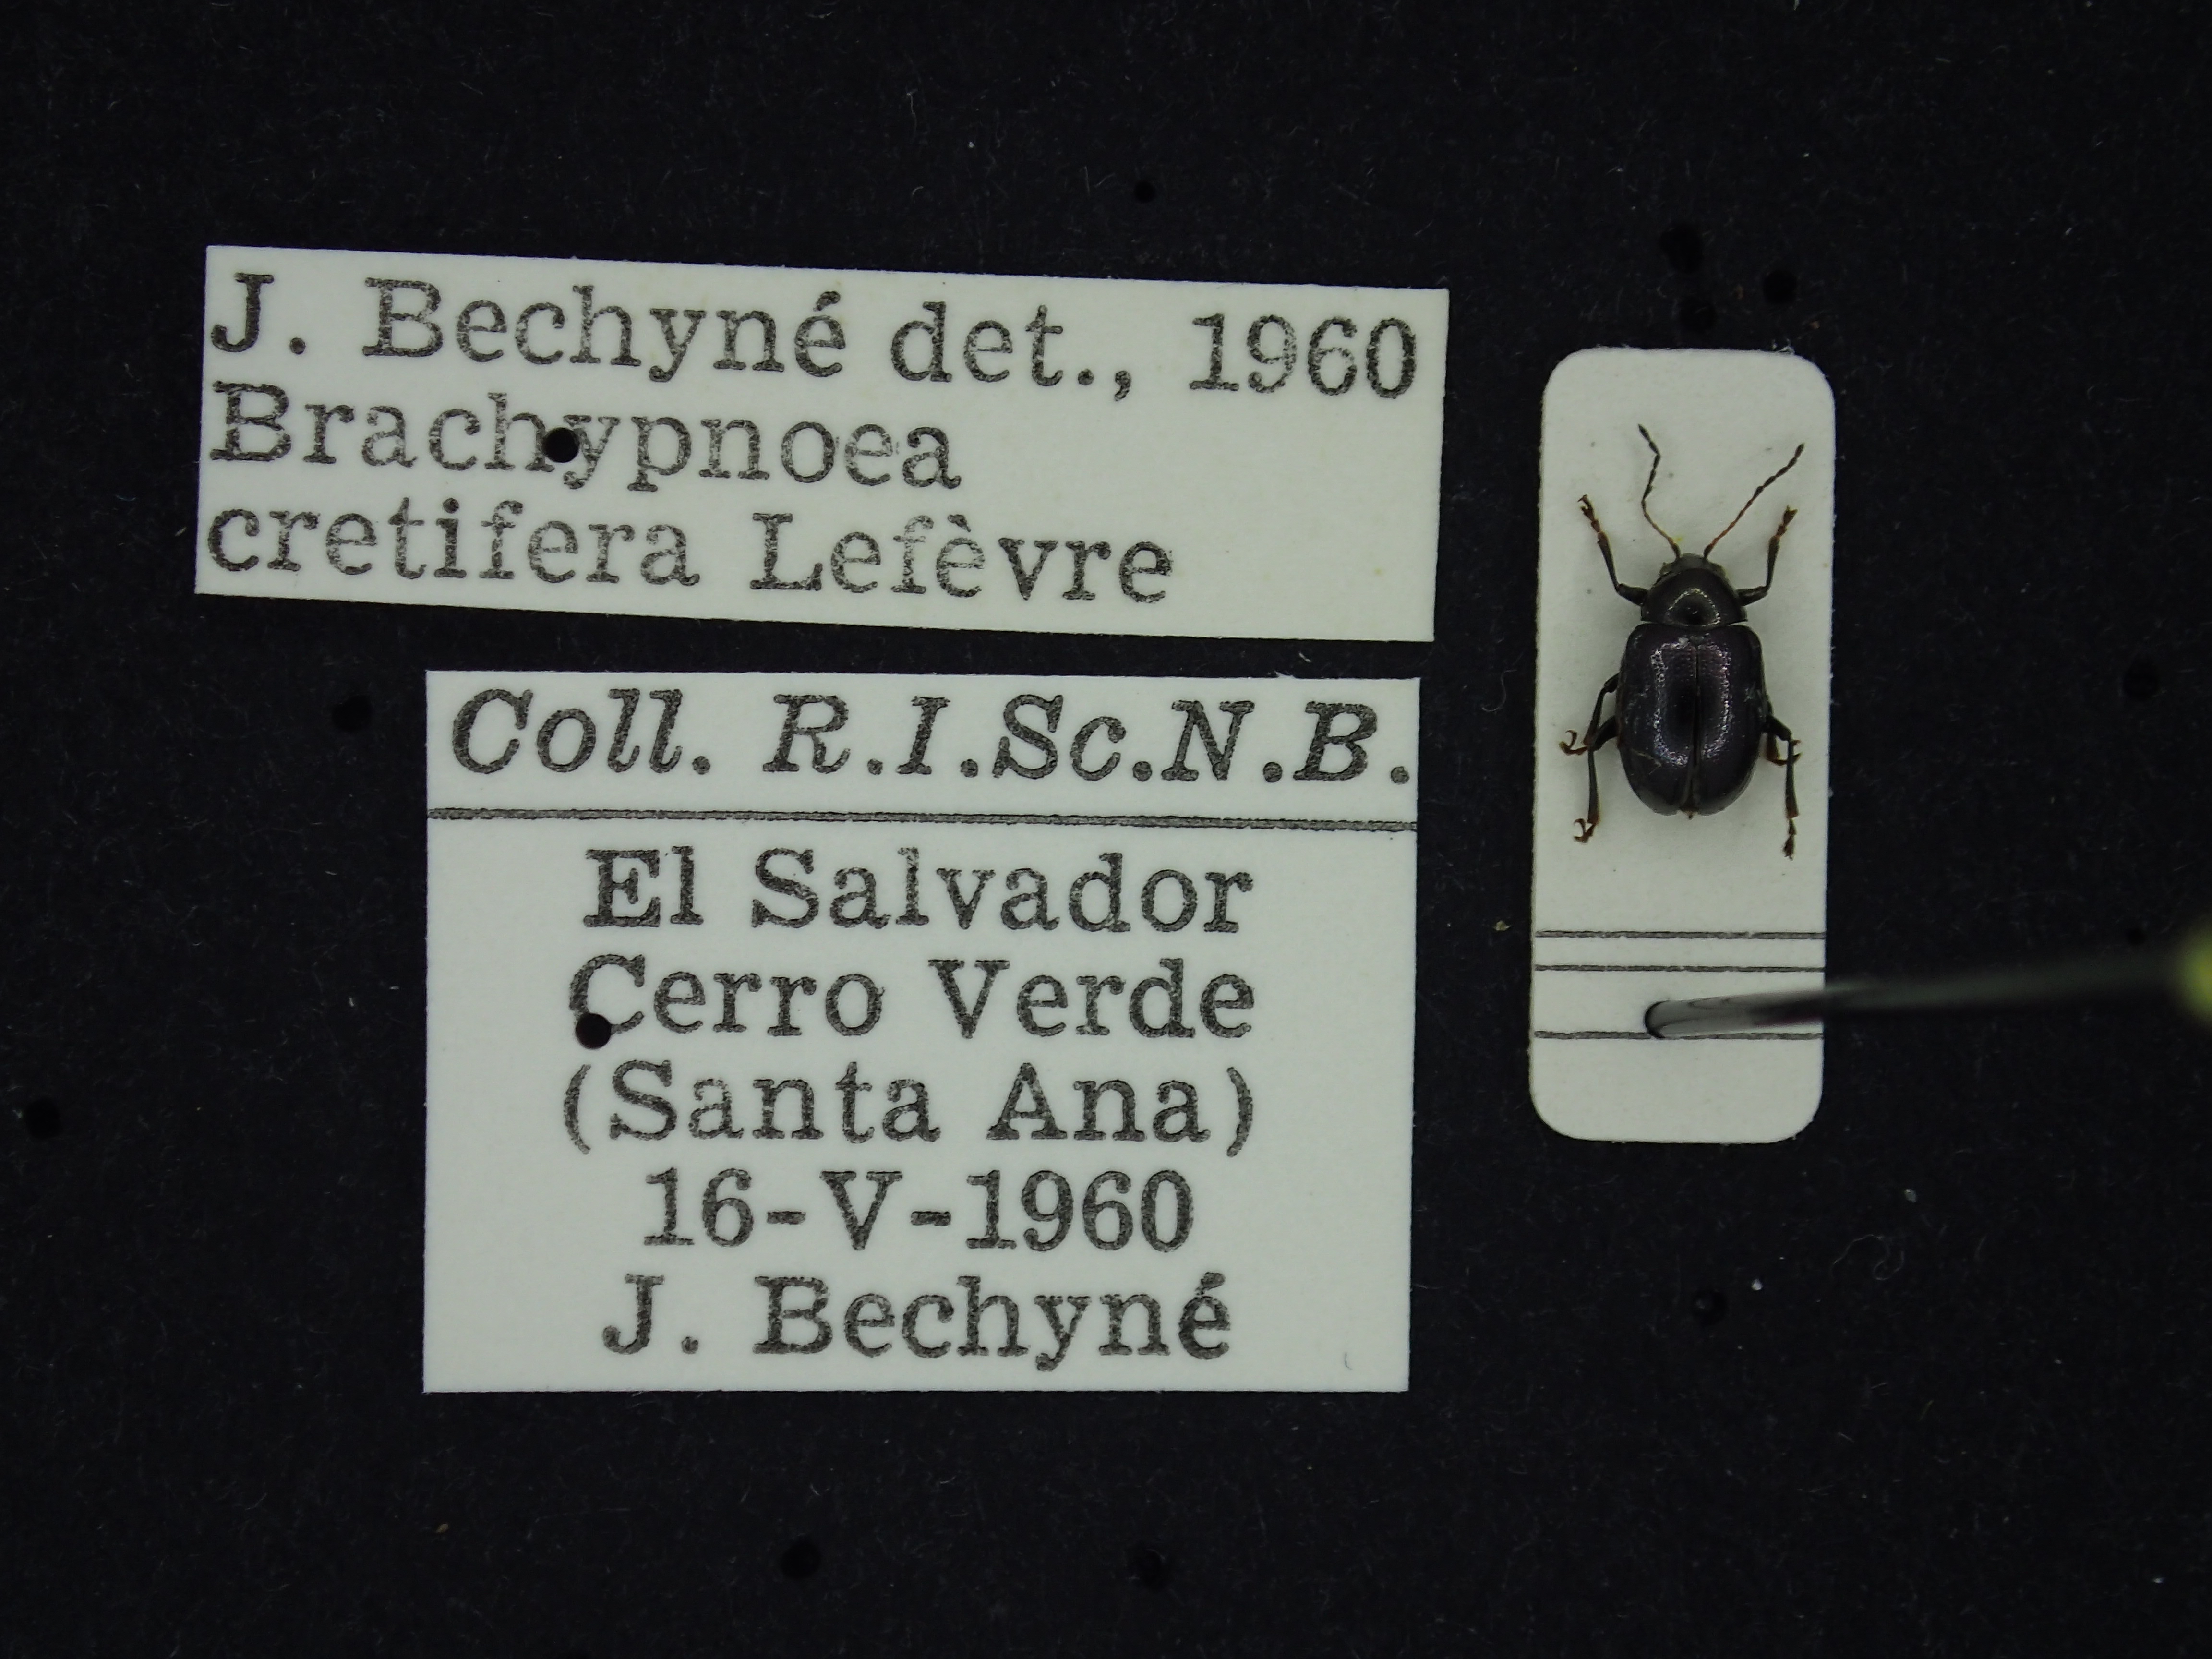 J. Bechyné det., 1960
Brachypnoea
cretifera Lefèvre
Coll. R.I.Sc.N.B.
El Salvador
Cerro Verde
(Santa Ana)
16-V-1960
J. Bechyné